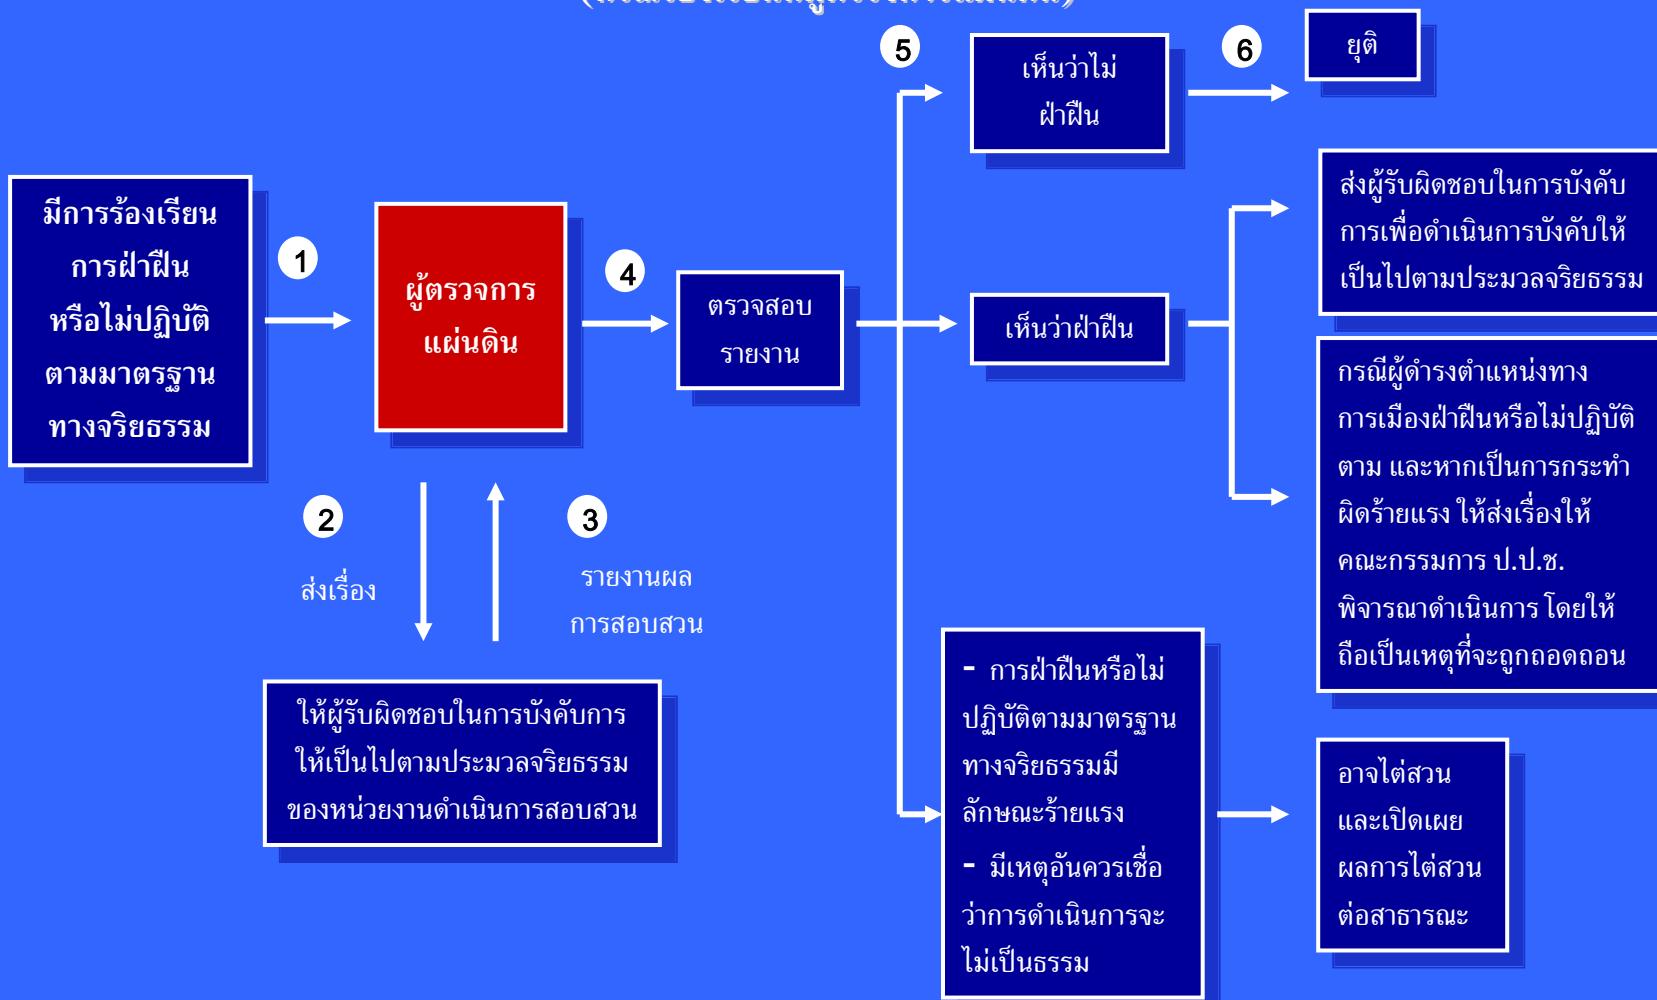 5
เห็นว่าไม่
ฝ่าฝืน
6
ยุติ
มีการร้องเรียน
การฝ่าฝืน
หรือไม่ปฏิบัติ
ตามมาตรฐาน
ทางจริยธรรม
1
ผู้ตรวจการ
แผ่นดิน
4
ตรวจสอบ
รายงาน
เห็นว่าฝ่าฝืน
ส่งผู้รับผิดชอบในการบังคับ
การเพื่อดำเนินการบังคับให้
เป็นไปตามประมวลจริยธรรม
กรณีผู้ดำรงตำแหน่งทาง
การเมืองฝ่าฝืนหรือไม่ปฏิบัติ
ตาม และหากเป็นการกระทำ
ผิดร้ายแรง ให้ส่งเรื่องให้
คณะกรรมการ ป.ป.ช.
พิจารณาดำเนินการ โดยให้
ถือเป็นเหตุที่จะถูกถอดถอน
2
ส่งเรื่อง
3
รายงานผล
การสอบสวน
ให้ผู้รับผิดชอบในการบังคับการ
ให้เป็นไปตามประมวลจริยธรรม
ของหน่วยงานดำเนินการสอบสวน
- การฝ่าฝืนหรือไม่
ปฏิบัติตามมาตรฐาน
ทางจริยธรรมมี
ลักษณะร้ายแรง
- มีเหตุอันควรเชื่อ
ว่าการดำเนินการจะ
ไม่เป็นธรรม
อาจไต่สวน
และเปิดเผย
ผลการไต่สวน
ต่อสาธารณะ